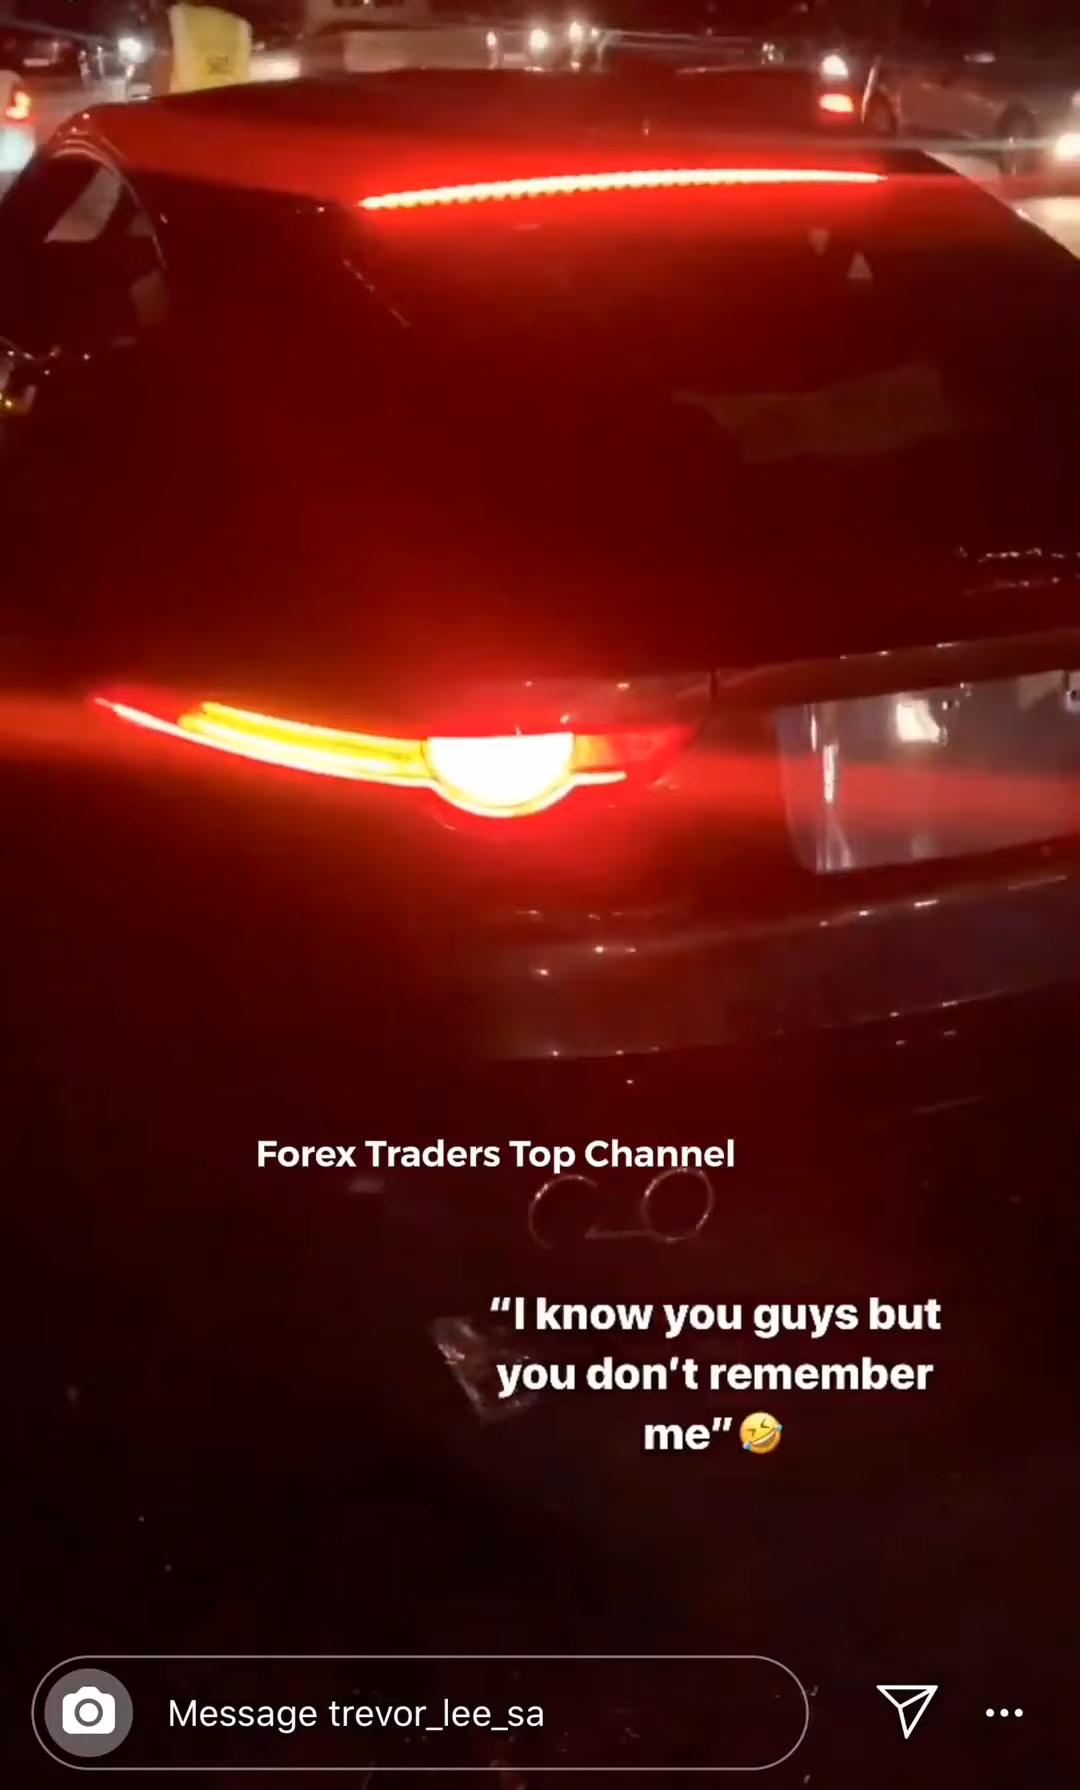 Forex Traders Top Channel
“I know you guys but
you don’t remember
me”🤣
Message trevor_lee_sa